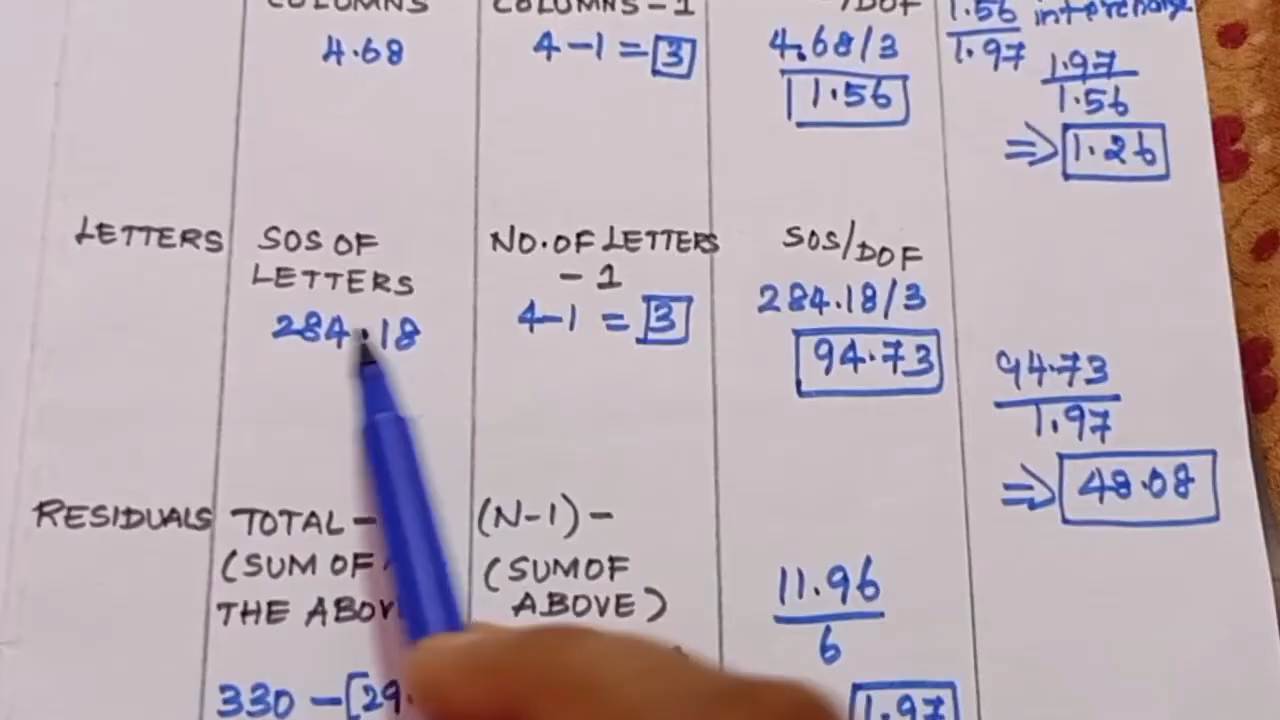 COLUMNS COLUMNS-1 /DOF 1.56 interchange
4.68 4-1=3 4.68/3 1.97 1.97
1.56 1.56
⇒ 1.26
LETTERS SOS OF NO. OF LETTERS SOS/DOF
LETTERS -1 284.18/3
284.18 4-1 = 3 94.73 94.73
1.97
⇒ 48.08
RESIDUALS TOTAL- (N-1)-
(SUM OF (SUM OF 11.96
THE ABOVE ABOVE) 6
330-[29. 1.97